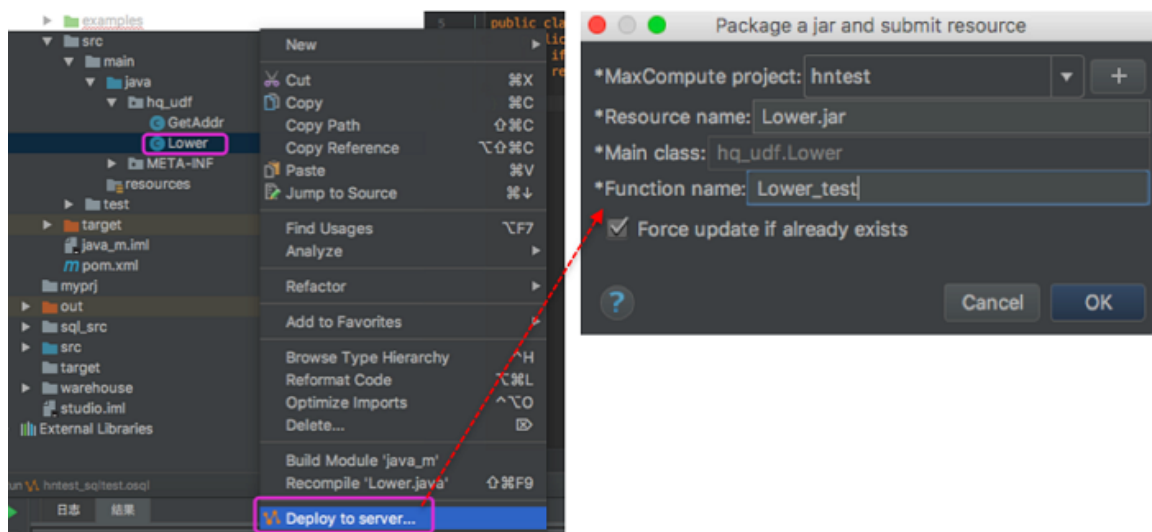 examples
src
main
java
hq_udf
GetAddr
Lower
META-INF
resources
test
target
java_m.iml
pom.xml
myprj
out
sql_src
src
target
warehouse
studio.iml
External Libraries
hntest_sqltest.osql
日志 结果
5 public cla
New
Cut ⌘X
Copy ⌘C
Copy Path ⇧⌘C
Copy Reference ⌥⇧⌘C
Paste ⌘V
Jump to Source ⌘↓
Find Usages ⌥F7
Analyze
Refactor
Add to Favorites
Browse Type Hierarchy ^H
Reformat Code ⌥⌘L
Optimize Imports ^⌥O
Delete... ⌦
Build Module 'java_m'
Recompile 'Lower.java' ⇧⌘F9
Deploy to server...
Package a jar and submit resource
*MaxCompute project: hntest +
*Resource name: Lower.jar
*Main class: hq_udf.Lower
*Function name: Lower_test
Force update if already exists
? Cancel OK